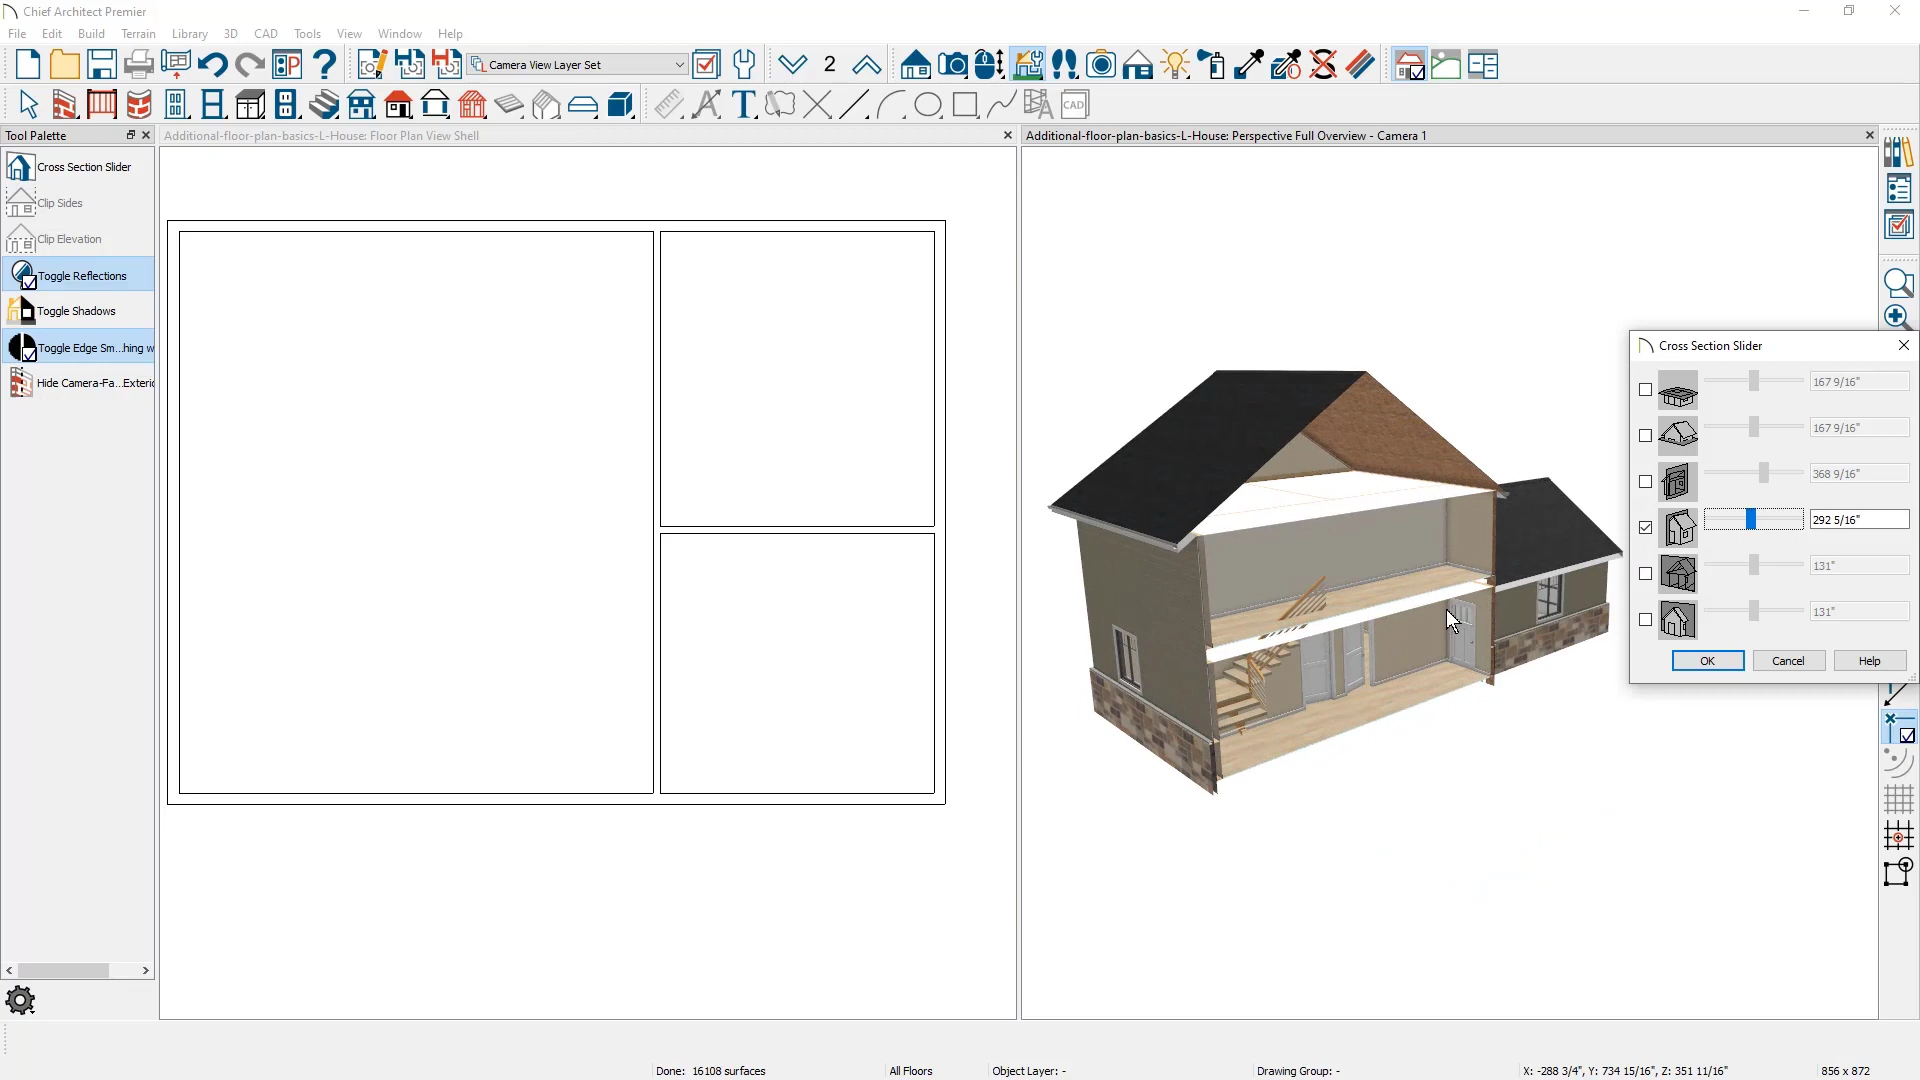 Chief Architect Premier
File Edit Build Terrain Library 3D CAD Tools View Window Help
Camera View Layer Set
2
CAD
Tool Palette
Additional-floor-plan-basics-L-House: Floor Plan View Shell
Additional-floor-plan-basics-L-House: Perspective Full Overview - Camera 1
Cross Section Slider
Clip Sides
Clip Elevation
Toggle Reflections
Toggle Shadows
Toggle Edge Sm...hing w
Hide Camera-Fa...Exteric
Cross Section Slider
167 9/16"
167 9/16"
368 9/16"
292 5/16"
131"
131"
OK Cancel Help
Done: 16108 surfaces All Floors Object Layer: - Drawing Group: - X: -288 3/4", Y: 734 15/16", Z: 351 11/16" 856 x 872